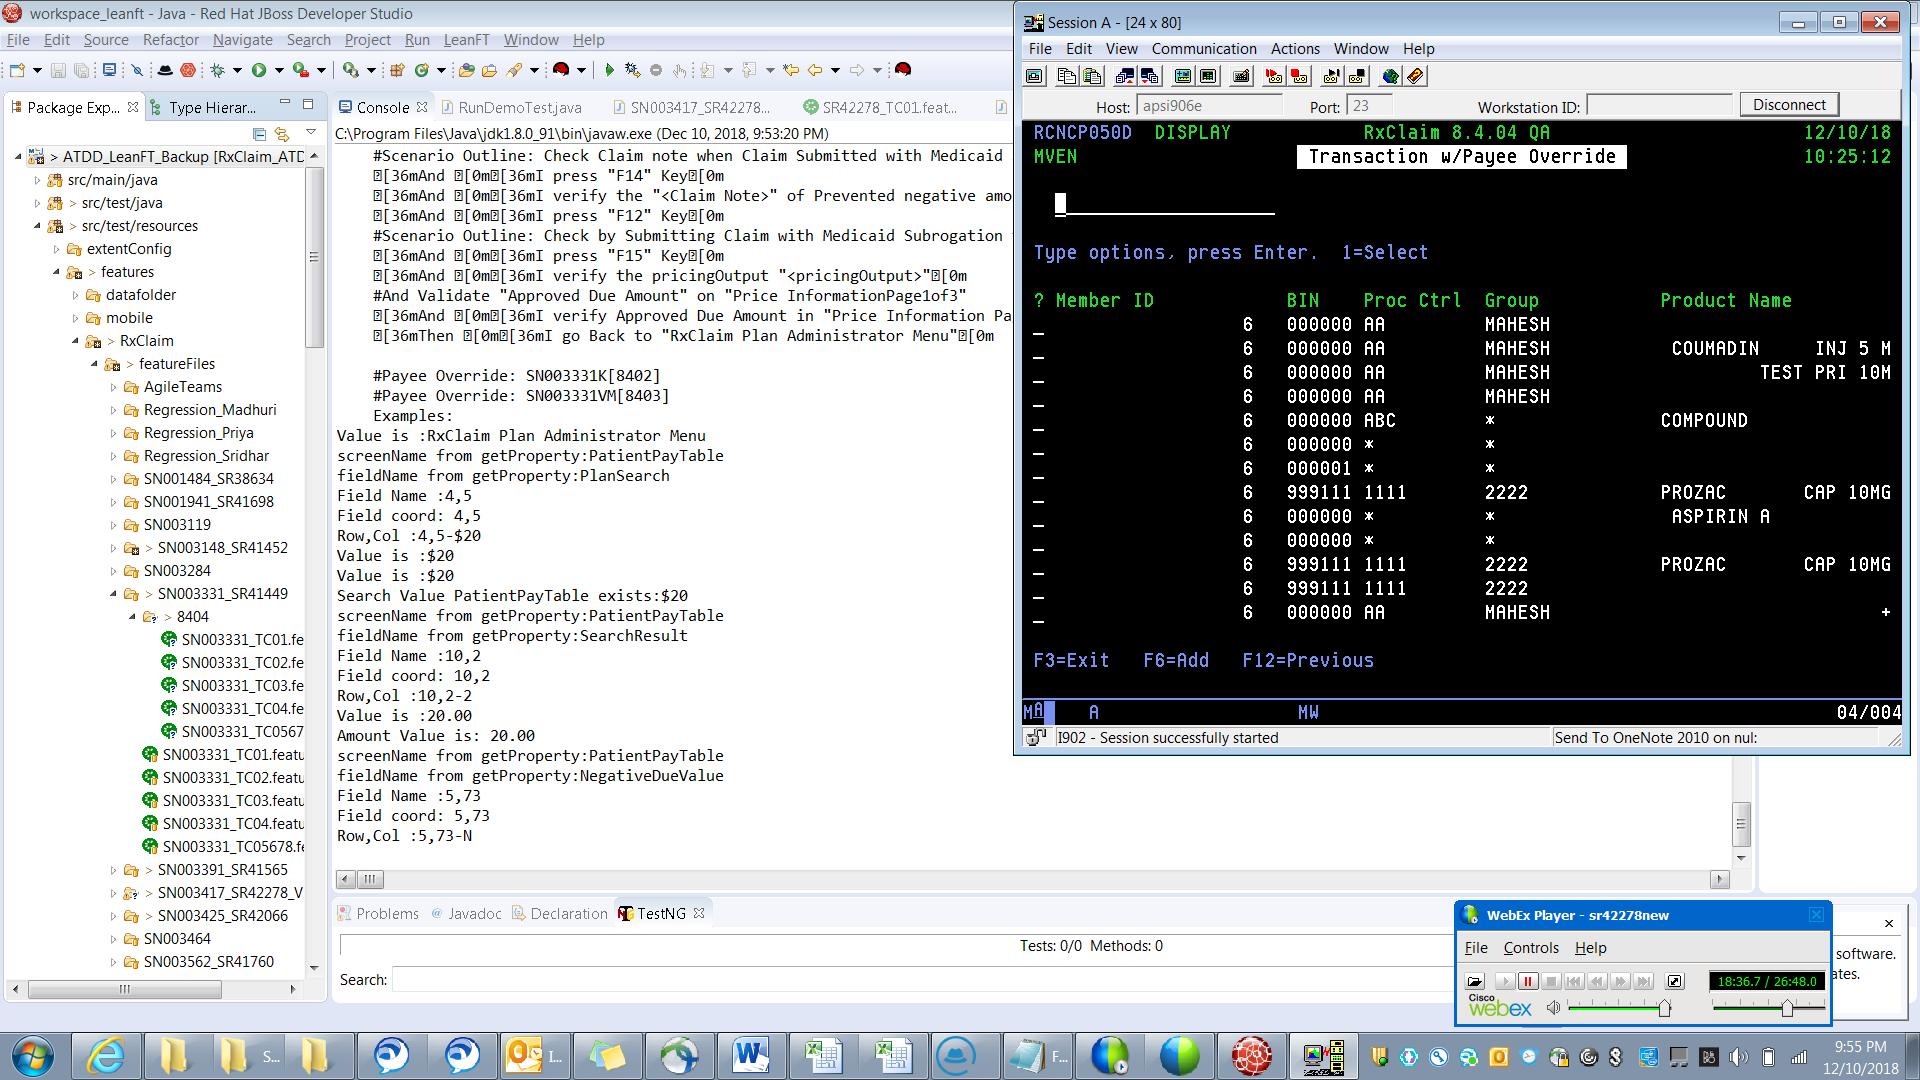 workspace_leanft - Java - Red Hat JBoss Developer Studio
File Edit Source Refactor Navigate Search Project Run LeanFT Window Help
Package Exp... Type Hierar...
> ATDD_LeanFT_Backup [RxClaim_ATD
> src/main/java
> src/test/java
> src/test/resources
extentConfig
> features
datafolder
mobile
> RxClaim
> featureFiles
AgileTeams
Regression_Madhuri
Regression_Priya
Regression_Sridhar
SN001484_SR38634
SN001941_SR41698
SN003119
> SN003148_SR41452
SN003284
> SN003331_SR41449
> 8404
SN003331_TC01.fe
SN003331_TC02.fe
SN003331_TC03.fe
SN003331_TC04.fe
SN003331_TC0567
SN003331_TC01.featu
SN003331_TC02.featu
SN003331_TC03.featu
SN003331_TC04.featu
SN003331_TC05678.fe
> SN003391_SR41565
> SN003417_SR42278_V
> SN003425_SR42066
SN003464
SN003562_SR41760
Console RunDemoTest.java SN003417_SR42278... SR42278_TC01.feat...
C:\Program Files\Java\jdk1.8.0_91\bin\javaw.exe (Dec 10, 2018, 9:53:20 PM)
#Scenario Outline: Check Claim note when Claim Submitted with Medicaid
[36mAnd [0m[36mI press "F14" Key[0m
[36mAnd [0m[36mI verify the "<Claim Note>" of Prevented negative amo
[36mAnd [0m[36mI press "F12" Key[0m
#Scenario Outline: Check by Submitting Claim with Medicaid Subrogation
[36mAnd [0m[36mI press "F15" Key[0m
[36mAnd [0m[36mI verify the pricingOutput "<pricingOutput>"[0m
#And Validate "Approved Due Amount" on "Price InformationPage1of3"
[36mAnd [0m[36mI verify Approved Due Amount in "Price Information Pa
[36mThen [0m[36mI go Back to "RxClaim Plan Administrator Menu"[0m
#Payee Override: SN003331K[8402]
#Payee Override: SN003331VM[8403]
Examples:
Value is :RxClaim Plan Administrator Menu
screenName from getProperty:PatientPayTable
fieldName from getProperty:PlanSearch
Field Name :4,5
Field coord: 4,5
Row,Col :4,5-$20
Value is :$20
Value is :$20
Search Value PatientPayTable exists:$20
screenName from getProperty:PatientPayTable
fieldName from getProperty:SearchResult
Field Name :10,2
Field coord: 10,2
Row,Col :10,2-2
Value is :20.00
Amount Value is: 20.00
screenName from getProperty:PatientPayTable
fieldName from getProperty:NegativeDueValue
Field Name :5,73
Field coord: 5,73
Row,Col :5,73-N
Problems Javadoc Declaration TestNG
Tests: 0/0 Methods: 0
Search:
Session A - [24 x 80]
File Edit View Communication Actions Window Help
Host: apsi906e Port: 23 Workstation ID: Disconnect
RCNCP050D DISPLAY RxClaim 8.4.04 QA 12/10/18
MVEN Transaction w/Payee Override 10:25:12
Type options, press Enter. 1=Select
? Member ID BIN Proc Ctrl Group Product Name
_ 6 000000 AA MAHESH
_ 6 000000 AA MAHESH COUMADIN INJ 5 M
_ 6 000000 AA MAHESH TEST PRI 10M
_ 6 000000 AA MAHESH
_ 6 000000 ABC * COMPOUND
_ 6 000000 * *
_ 6 000001 * *
_ 6 999111 1111 2222 PROZAC CAP 10MG
_ 6 000000 * * ASPIRIN A
_ 6 000000 * *
_ 6 999111 1111 2222 PROZAC CAP 10MG
_ 6 999111 1111 2222
_ 6 000000 AA MAHESH +
F3=Exit F6=Add F12=Previous
MA A MW 04/004
I902 - Session successfully started Send To OneNote 2010 on nul:
WebEx Player - sr42278new
File Controls Help
18:36.7 / 26:48.0
Cisco webex
software.
ates.
S... I... F...
9:55 PM
12/10/2018